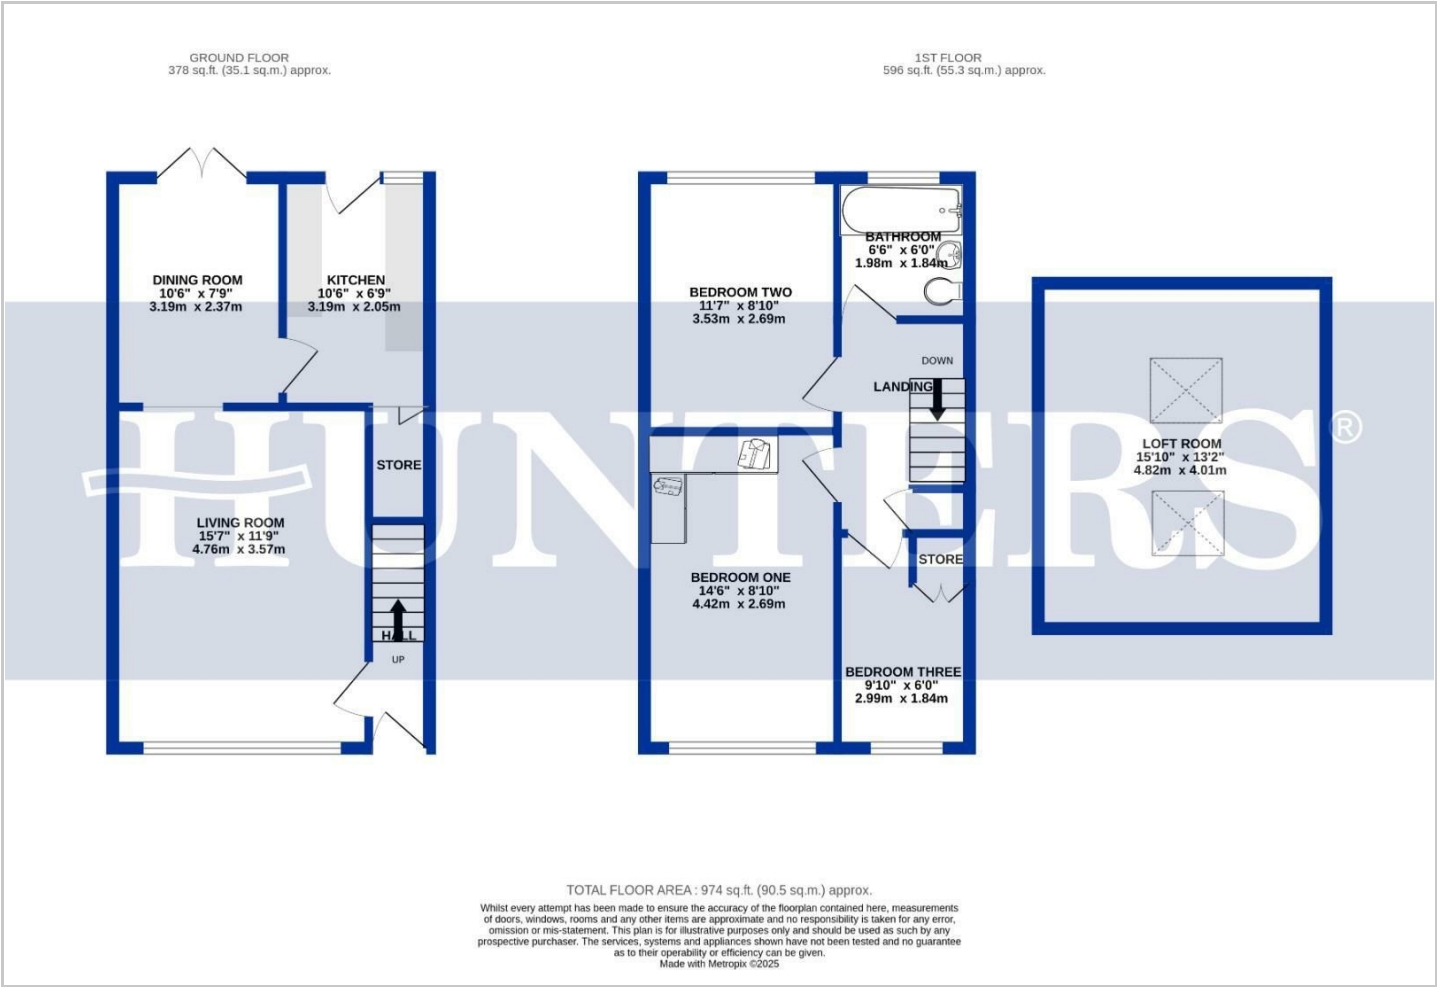 GROUND FLOOR
378 sq.ft. (35.1 sq.m.) approx.
1ST FLOOR
596 sq.ft. (55.3 sq.m.) approx.
DINING ROOM
10'6" x 7'9"
3.19m x 2.37m
KITCHEN
10'6" x 6'9"
3.19m x 2.05m
STORE
LIVING ROOM
15'7" x 11'9"
4.76m x 3.57m
HALL
UP
BATHROOM
6'6" x 6'0"
1.98m x 1.84m
BEDROOM TWO
11'7" x 8'10"
3.53m x 2.69m
DOWN
LANDING
STORE
BEDROOM ONE
14'6" x 8'10"
4.42m x 2.69m
BEDROOM THREE
9'10" x 6'0"
2.99m x 1.84m
LOFT ROOM
15'10" x 13'2"
4.82m x 4.01m
HUNTERS®
TOTAL FLOOR AREA : 974 sq.ft. (90.5 sq.m.) approx.
Whilst every attempt has been made to ensure the accuracy of the floorplan contained here, measurements
of doors, windows, rooms and any other items are approximate and no responsibility is taken for any error,
omission or mis-statement. This plan is for illustrative purposes only and should be used as such by any
prospective purchaser. The services, systems and appliances shown have not been tested and no guarantee
as to their operability or efficiency can be given.
Made with Metropix ©2025